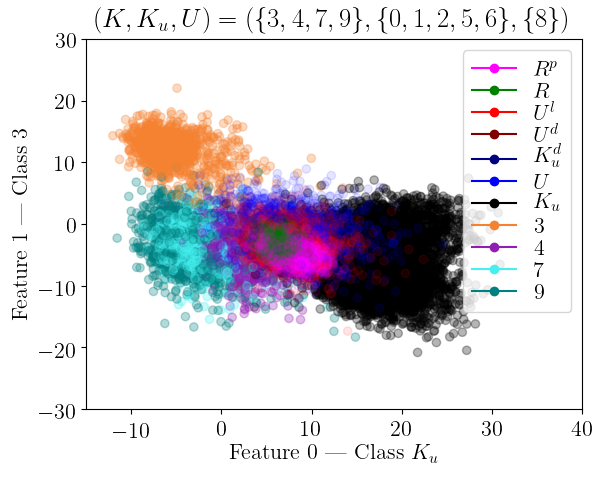 (K, K_u, U) = ({3, 4, 7, 9}, {0, 1, 2, 5, 6}, {8})
30
20
10
0
−10
−20
−30
Feature 1 — Class 3
R^p
R
U^l
U^d
K_u^d
U
K_u
3
4
7
9
−10 0 10 20 30 40
Feature 0 — Class K_u